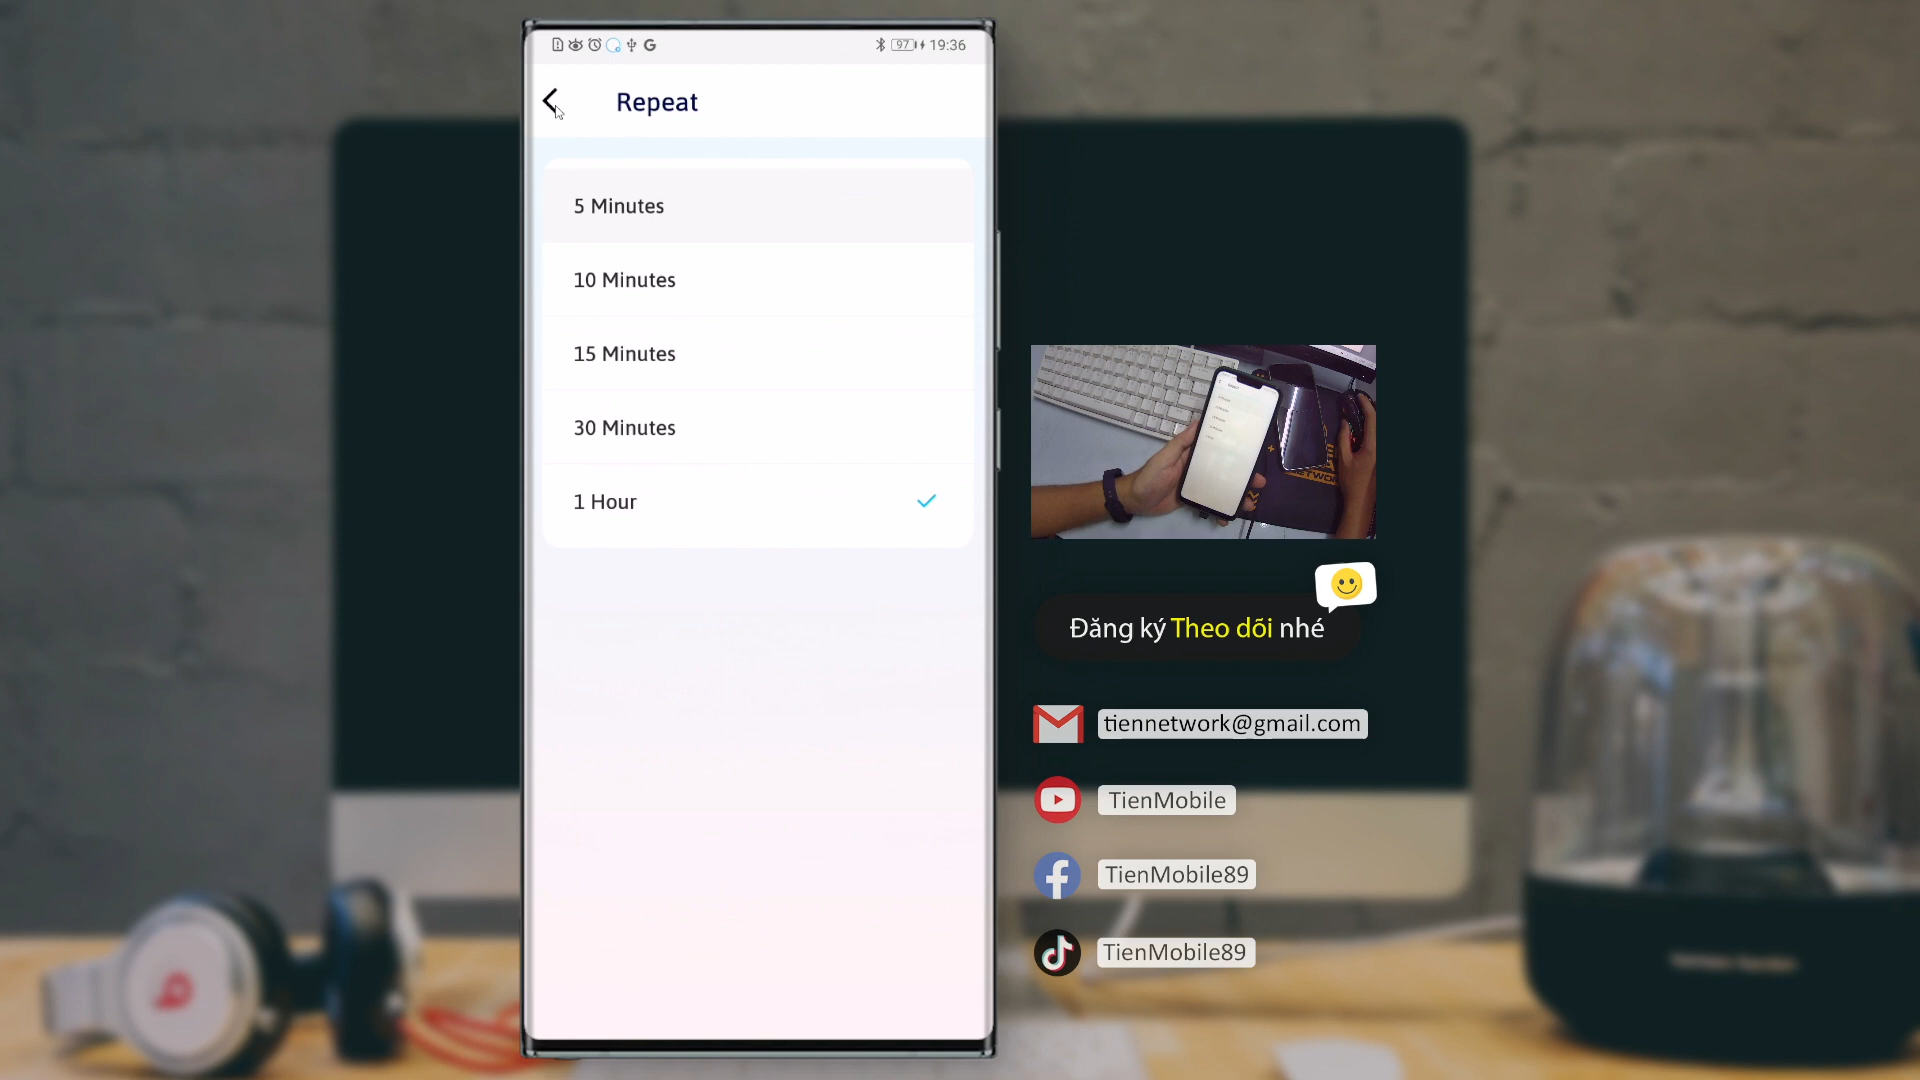 97 19:36
Repeat
5 Minutes
10 Minutes
15 Minutes
30 Minutes
1 Hour
Đăng ký Theo dõi nhé
tiennetwork@gmail.com
TienMobile
TienMobile89
TienMobile89